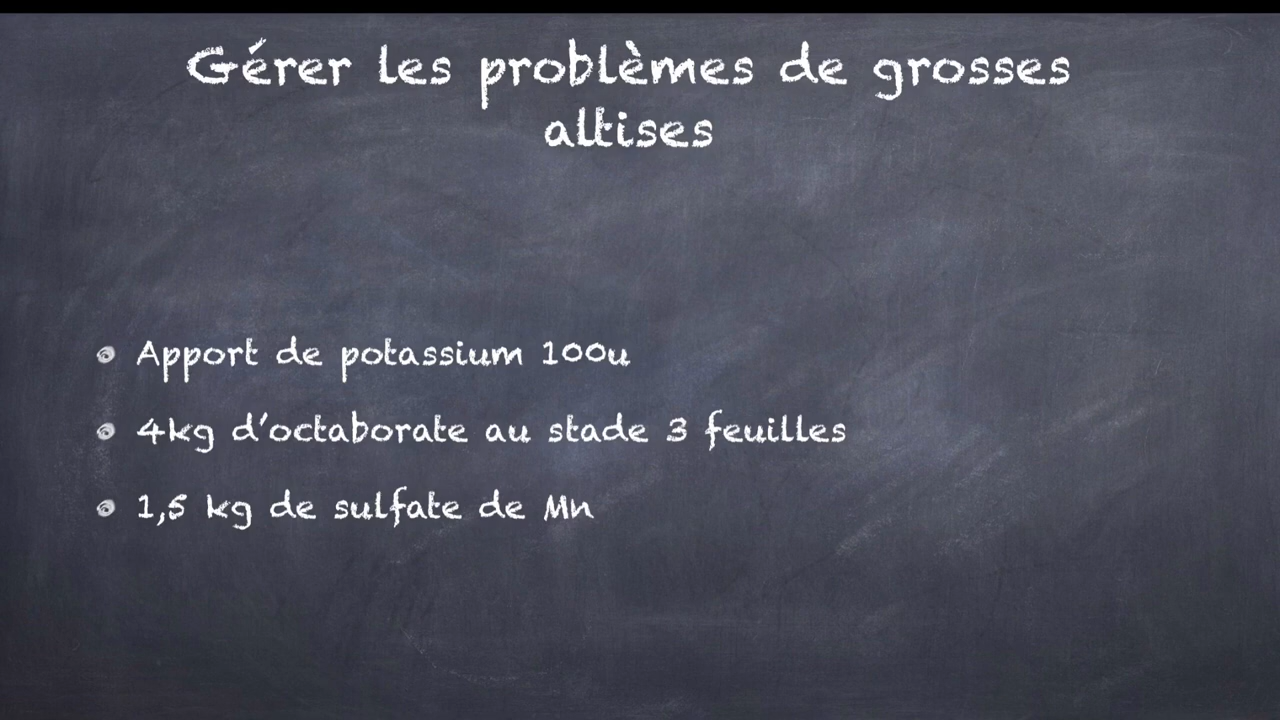 Gérer les problèmes de grosses
altises
Apport de potassium 100u
4kg d'octaborate au stade 3 feuilles
1,5 kg de sulfate de Mn